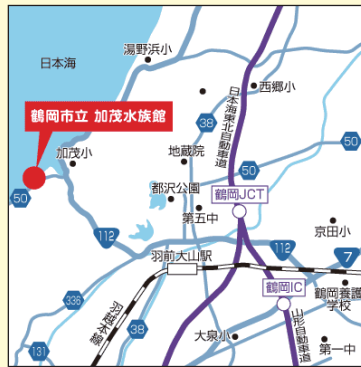 湯野浜小
日本海
西郷小
日本海東北自動車道
38
鶴岡市立 加茂水族館
加茂小
地蔵院
50
50
都沢公園
鶴岡JCT
第五中
京田小
112
112
7
羽前大山駅
鶴岡IC
鶴岡養護
学校
336
羽越本線
38
山形自動車道
大泉小
第一中
131